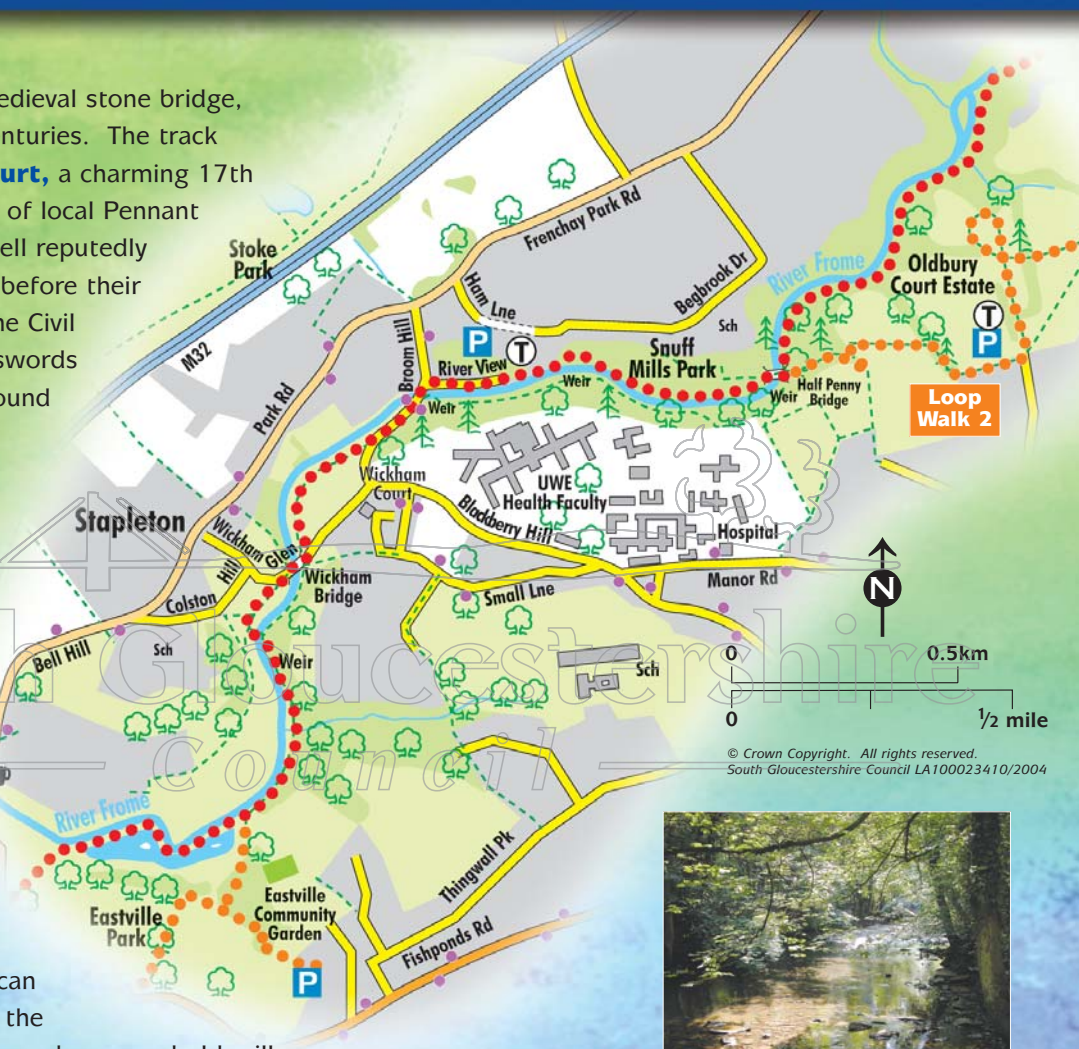 edieval stone bridge,
nturies. The track
urt, a charming 17th
of local Pennant
ell reputedly
before their
ne Civil
swords
ound
Stoke
Park
M32
Park Rd
Frenchay Park Rd
Ham Lne
Begbrook Dr
Sch
River Frome
Oldbury
Court Estate
T
P
Broom Hill
P
T
River View
Snuff
Mills Park
Weir
Weir
Weir
Half Penny
Bridge
Loop
Walk 2
Wickham
Court
UWE
Health Faculty
Blackberry Hill
Hospital
Stapleton
Wickham Glen
Colston Hill
Wickham
Bridge
Small Lne
Manor Rd
N
Bell Hill
Sch
Weir
Sch
0 0.5km
0 1/2 mile
Gloucestershire
Council
© Crown Copyright. All rights reserved.
South Gloucestershire Council LA100023410/2004
River Frome
Eastville
Park
Eastville
Community
Garden
P
Thingwall Pk
Fishponds Rd
can
the